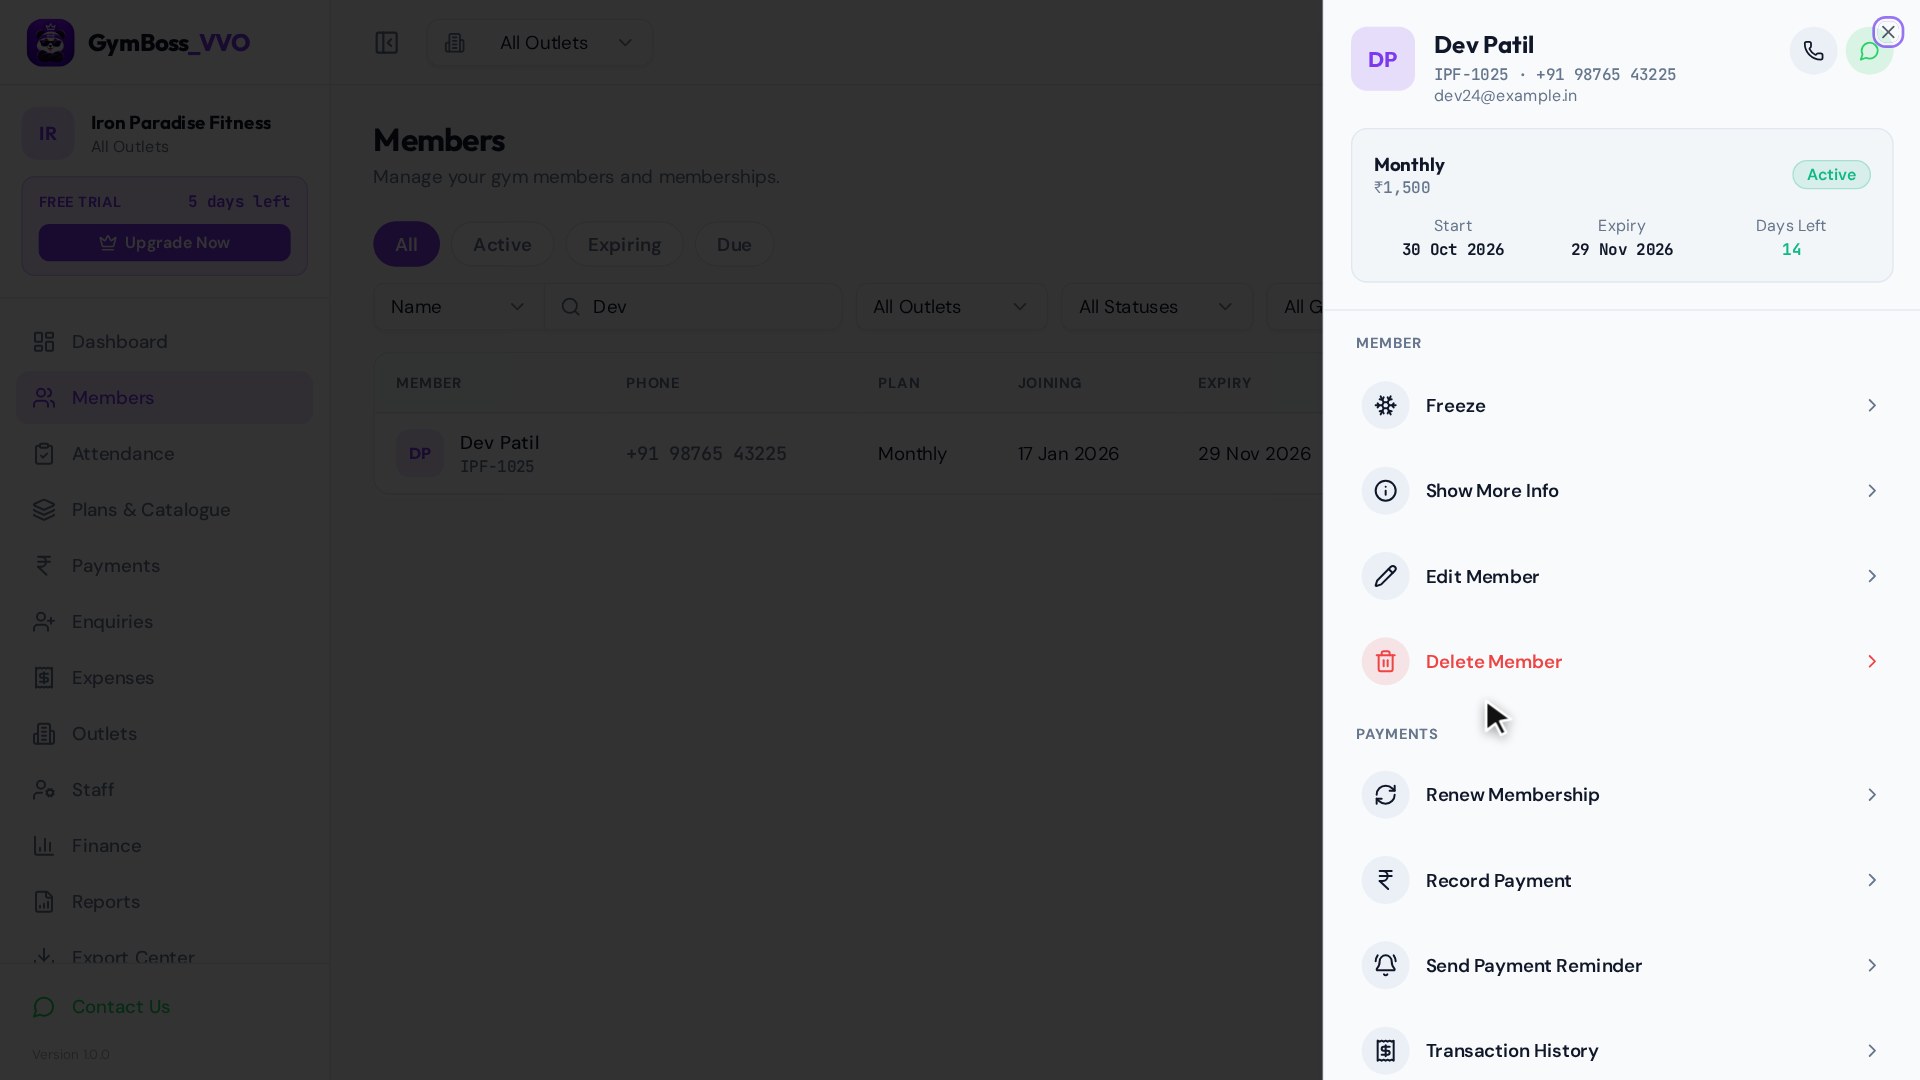 GymBoss_VVO
IR
Iron Paradise Fitness
All Outlets
FREE TRIAL
5 days left
Upgrade Now
Dashboard
Members
Attendance
Plans & Catalogue
Payments
Enquiries
Expenses
Outlets
Staff
Finance
Reports
Export Center
Contact Us
Version 1.0.0
All Outlets
Members
Manage your gym members and memberships.
All
Active
Expiring
Due
Name
Dev
All Outlets
All Statuses
All G
MEMBER
PHONE
PLAN
JOINING
EXPIRY
DP
Dev Patil
IPF-1025
+91 98765 43225
Monthly
17 Jan 2026
29 Nov 2026
DP
Dev Patil
IPF-1025 · +91 98765 43225
dev24@example.in
Monthly
₹1,500
Active
Start
Expiry
Days Left
30 Oct 2026
29 Nov 2026
14
MEMBER
Freeze
Show More Info
Edit Member
Delete Member
PAYMENTS
Renew Membership
Record Payment
Send Payment Reminder
Transaction History